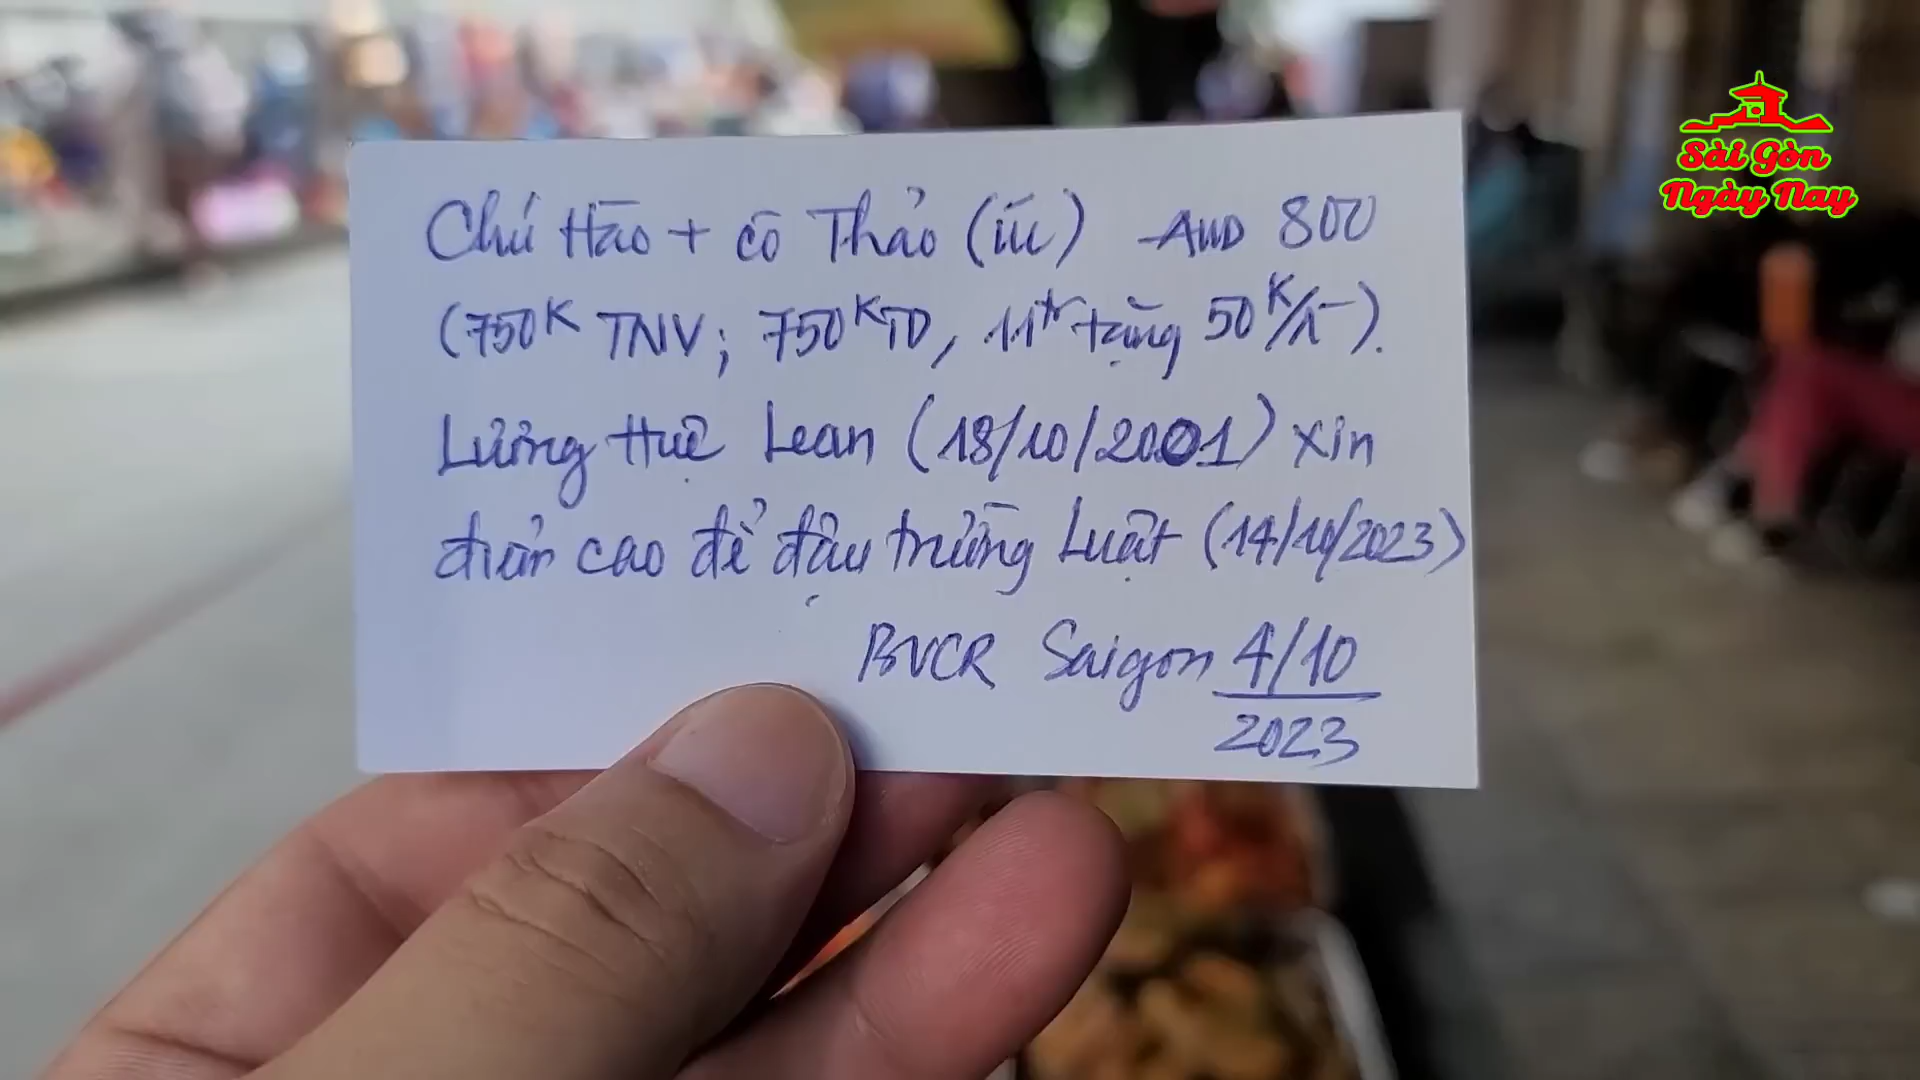 Chú Hào + cô Thảo (úc) AUD 800
(750K TNV; 750K TD, 11tr tặng 50K/).
Lương Huệ Lean (18/10/2001) xin
điểm cao để đậu trường Luật (14/10/2023)
BVCR Saigon 4/10
2023
Sài Gòn
Ngày Nay